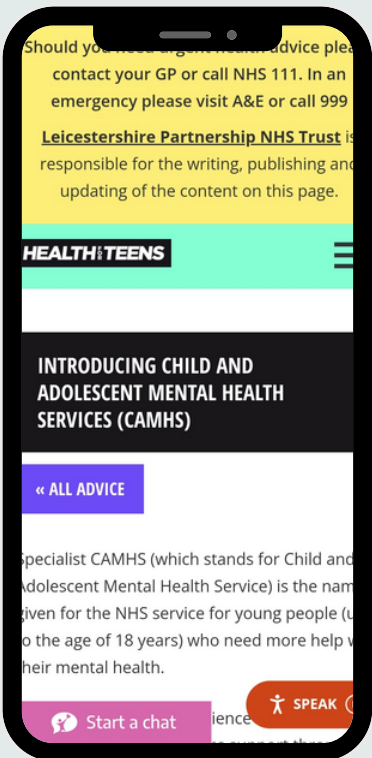 Should you need urgent health advice plea
contact your GP or call NHS 111. In an
emergency please visit A&E or call 999
Leicestershire Partnership NHS Trust is
responsible for the writing, publishing and
updating of the content on this page.
HEALTH FOR TEENS
INTRODUCING CHILD AND
ADOLESCENT MENTAL HEALTH
SERVICES (CAMHS)
« ALL ADVICE
Specialist CAMHS (which stands for Child and
Adolescent Mental Health Service) is the nam
given for the NHS service for young people (u
o the age of 18 years) who need more help w
heir mental health.
Start a chat
ience
SPEAK